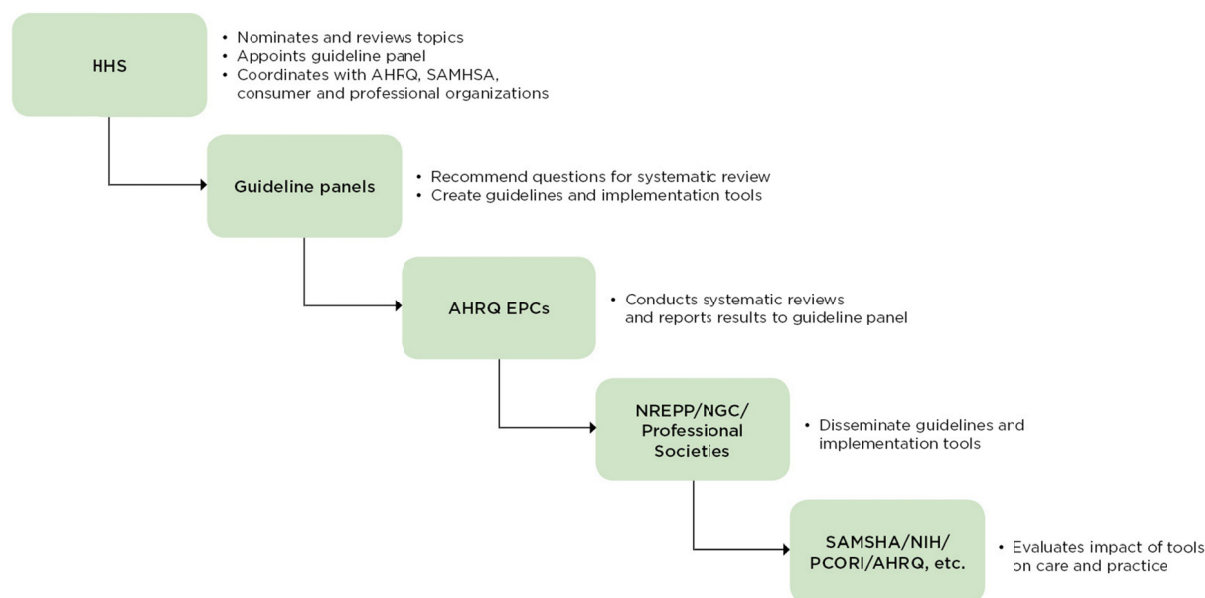 HHS
• Nominates and reviews topics
• Appoints guideline panel
• Coordinates with AHRQ, SAMHSA,
consumer and professional organizations
Guideline panels
• Recommend questions for systematic review
• Create guidelines and implementation tools
AHRQ EPCs
• Conducts systematic reviews
and reports results to guideline panel
NREPP/NGC/
Professional
Societies
• Disseminate guidelines and
implementation tools
SAMSHA/NIH/
PCORI/AHRQ, etc.
• Evaluates impact of tools
on care and practice